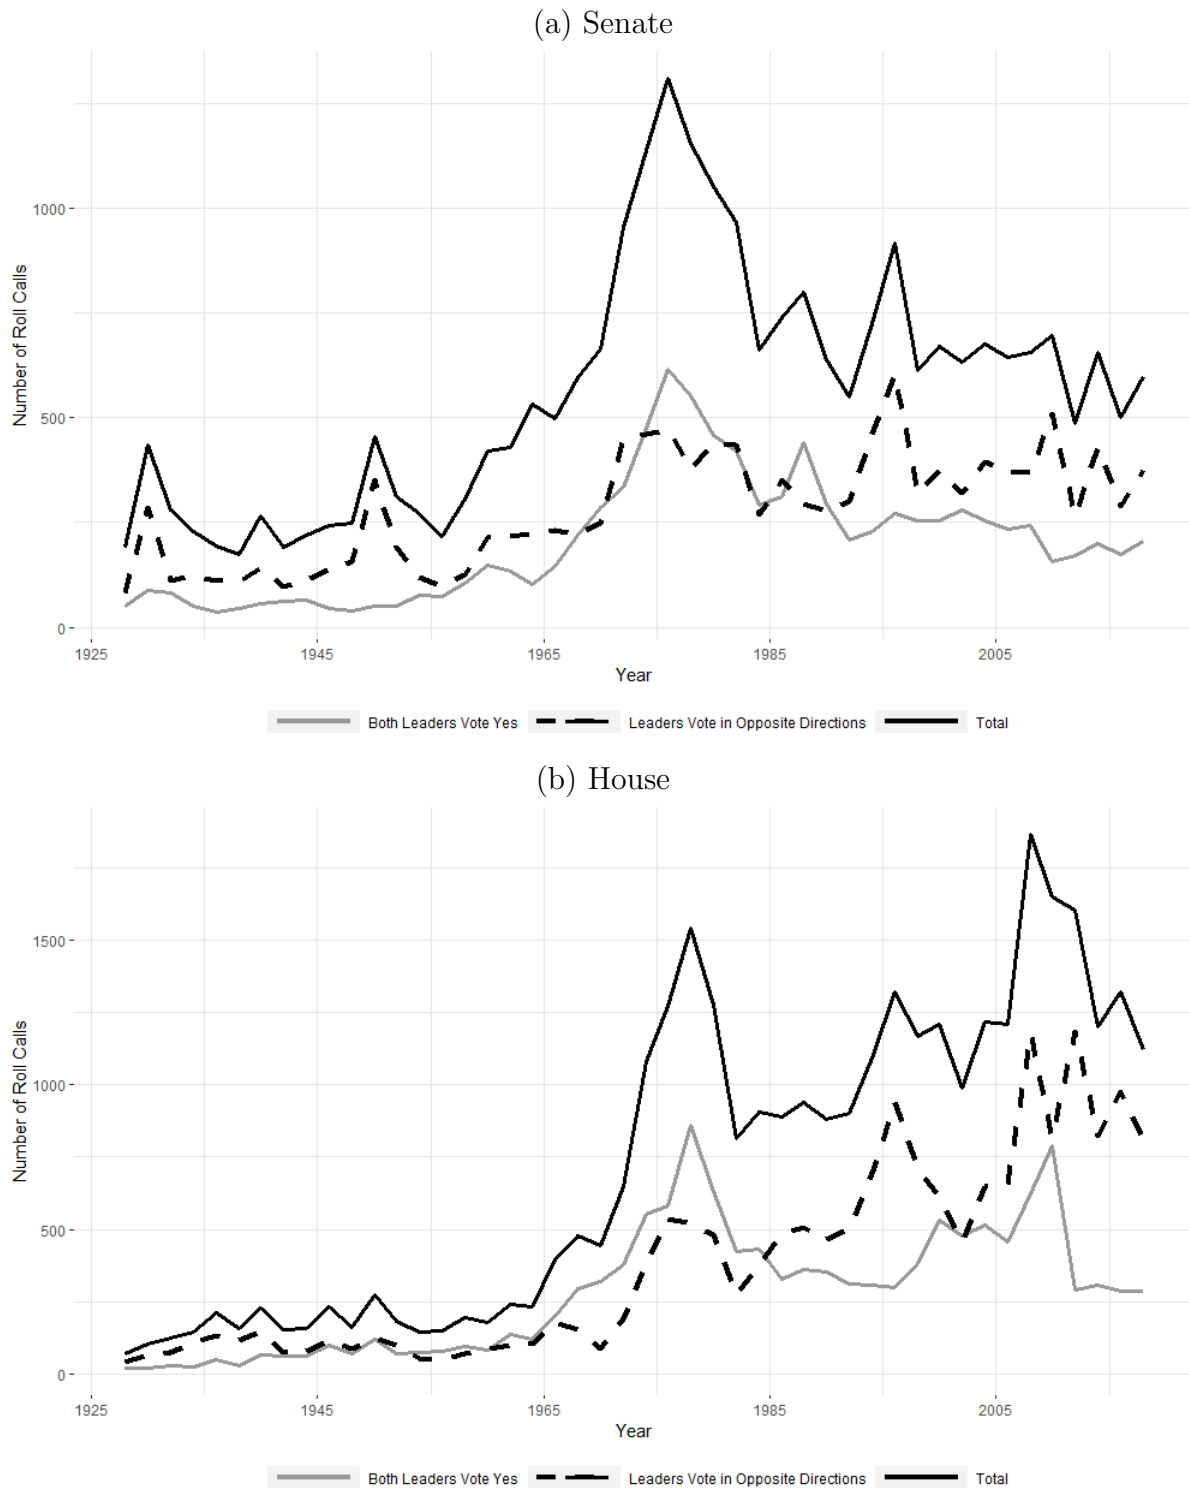 (a) Senate
Number of Roll Calls
1000
500
0
1925 1945 1965 1985 2005
Year
Both Leaders Vote Yes Leaders Vote in Opposite Directions Total
(b) House
Number of Roll Calls
1500
1000
500
0
1925 1945 1965 1985 2005
Year
Both Leaders Vote Yes Leaders Vote in Opposite Directions Total